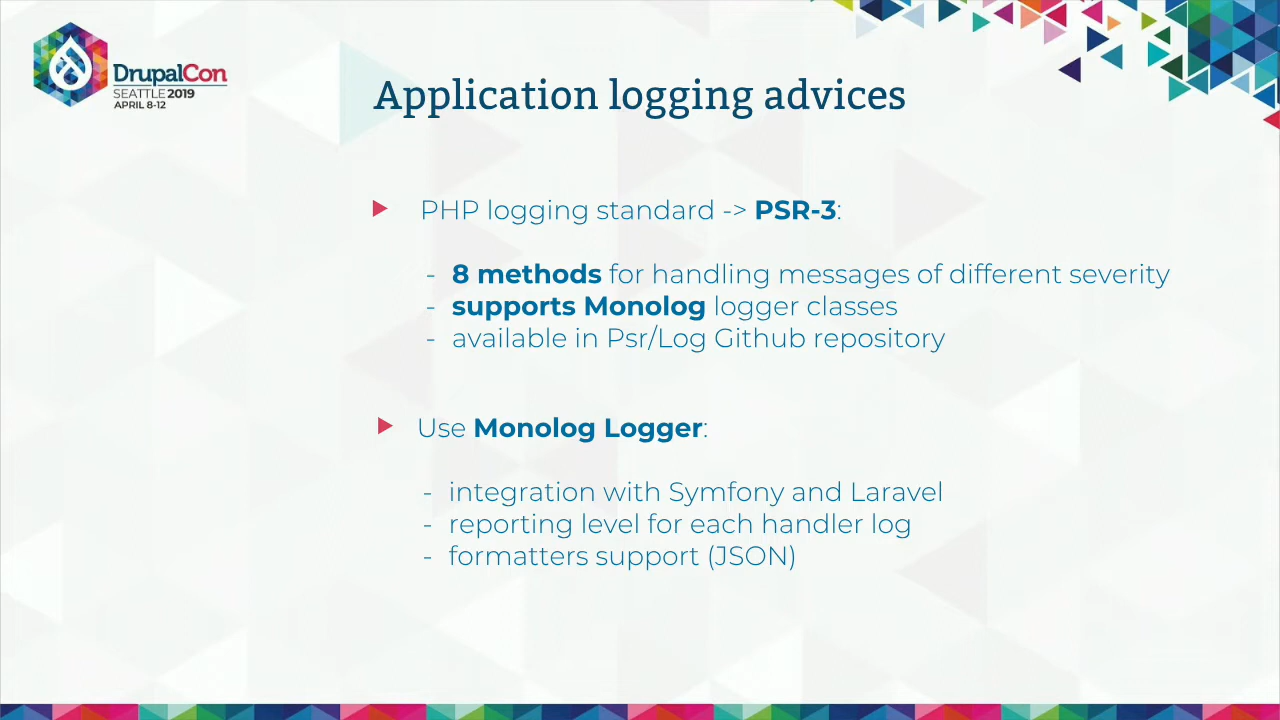 DrupalCon
SEATTLE 2019
APRIL 8-12
Application logging advices
PHP logging standard -> PSR-3:
- 8 methods for handling messages of different severity
- supports Monolog logger classes
- available in Psr/Log Github repository
Use Monolog Logger:
- integration with Symfony and Laravel
- reporting level for each handler log
- formatters support (JSON)